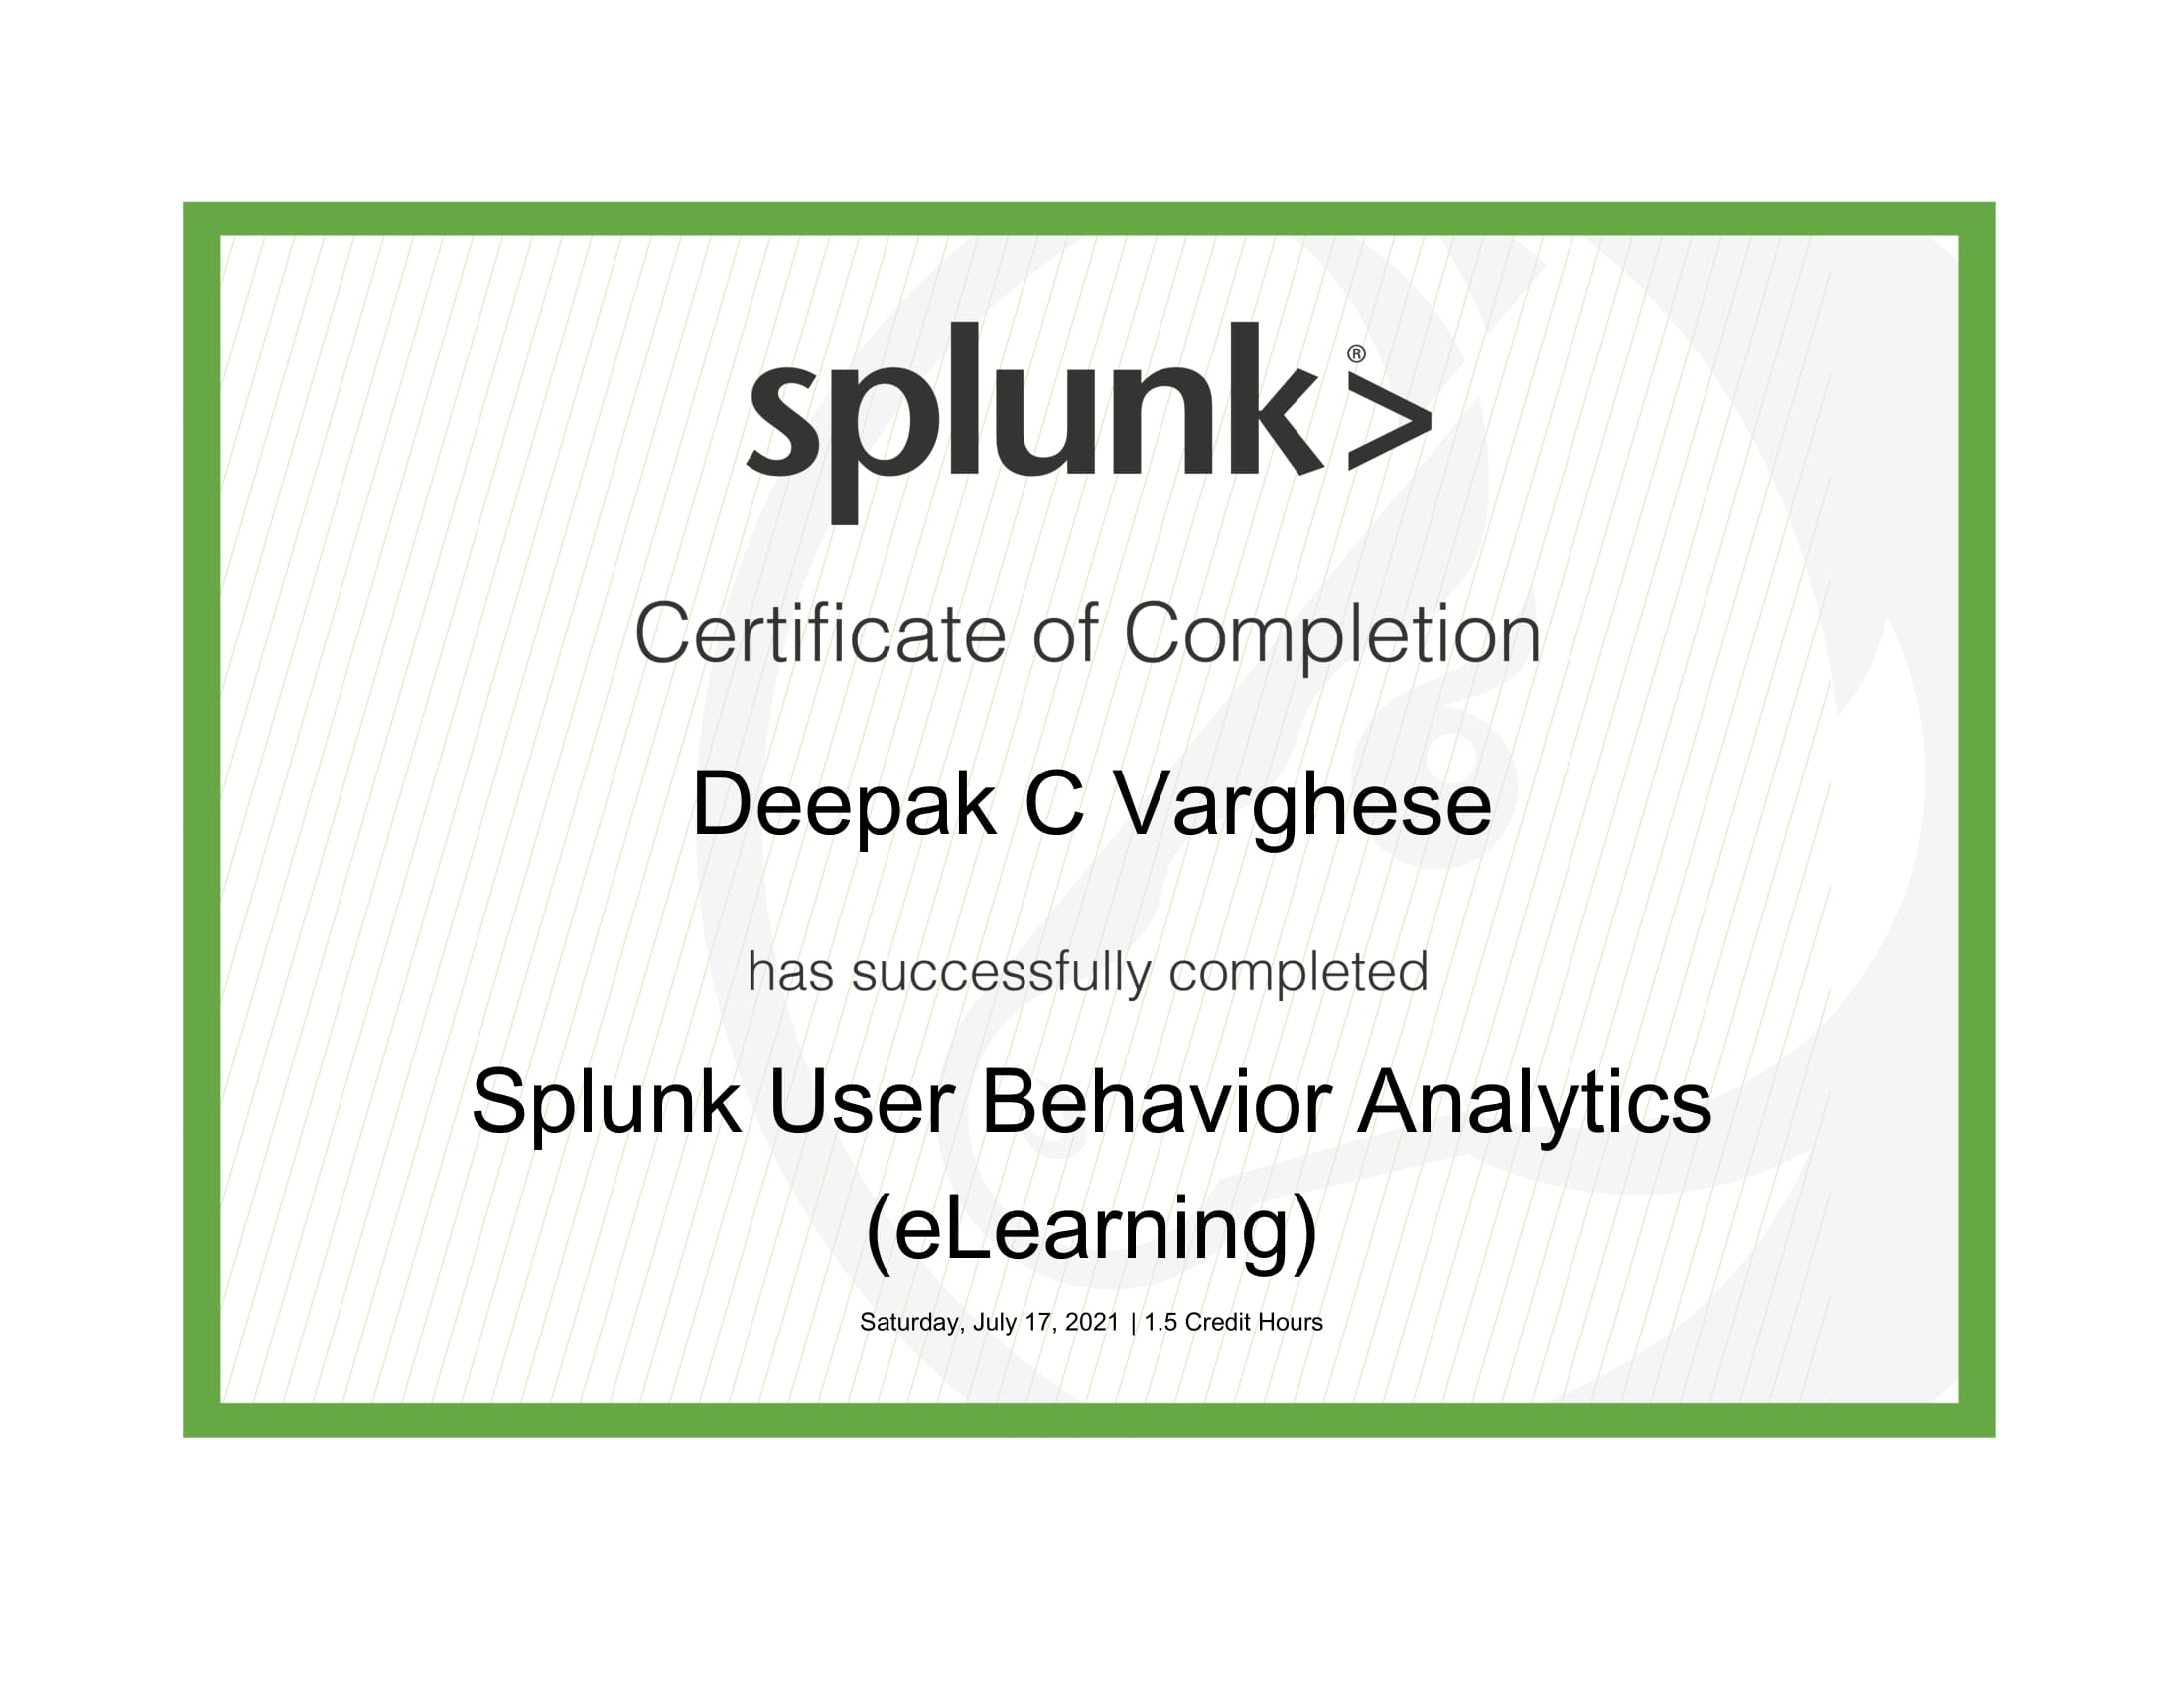 splunk>®
Certificate of Completion
Deepak C Varghese
has successfully completed
Splunk User Behavior Analytics
(eLearning)
Saturday, July 17, 2021 | 1.5 Credit Hours